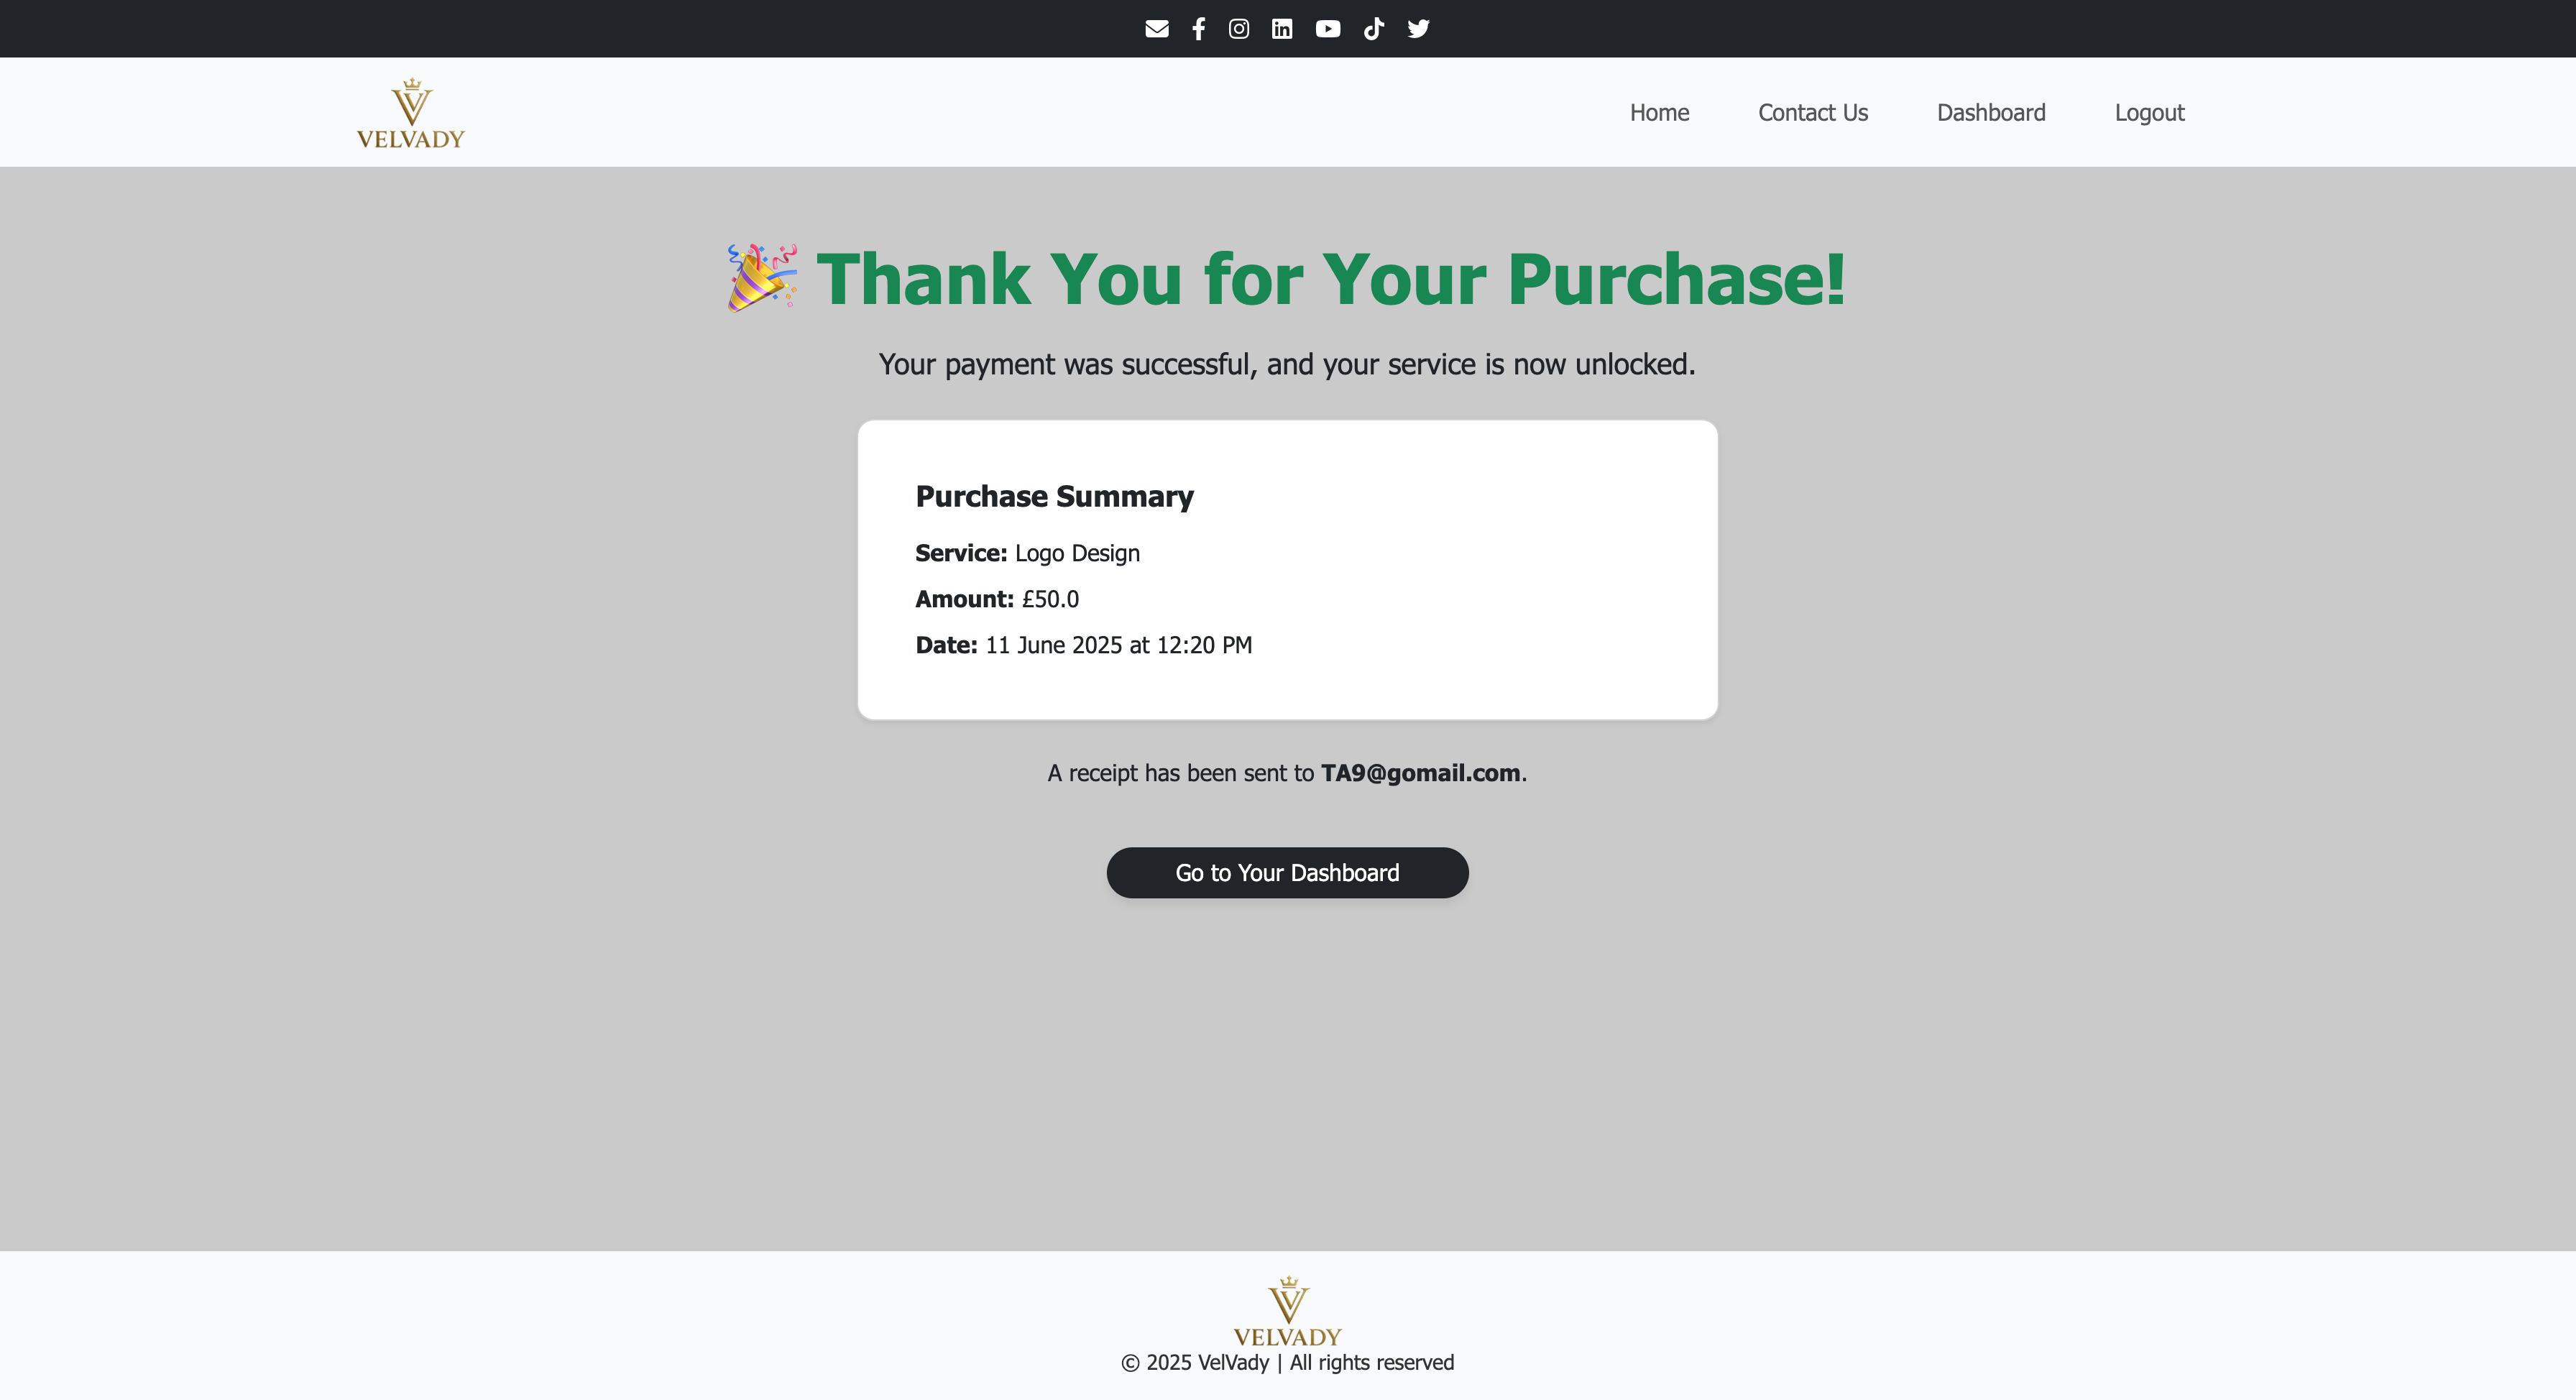 VELVADY
Home Contact Us Dashboard Logout
🎉 Thank You for Your Purchase!
Your payment was successful, and your service is now unlocked.
Purchase Summary
Service: Logo Design
Amount: £50.0
Date: 11 June 2025 at 12:20 PM
A receipt has been sent to TA9@gomail.com.
Go to Your Dashboard
VELVADY
© 2025 VelVady | All rights reserved